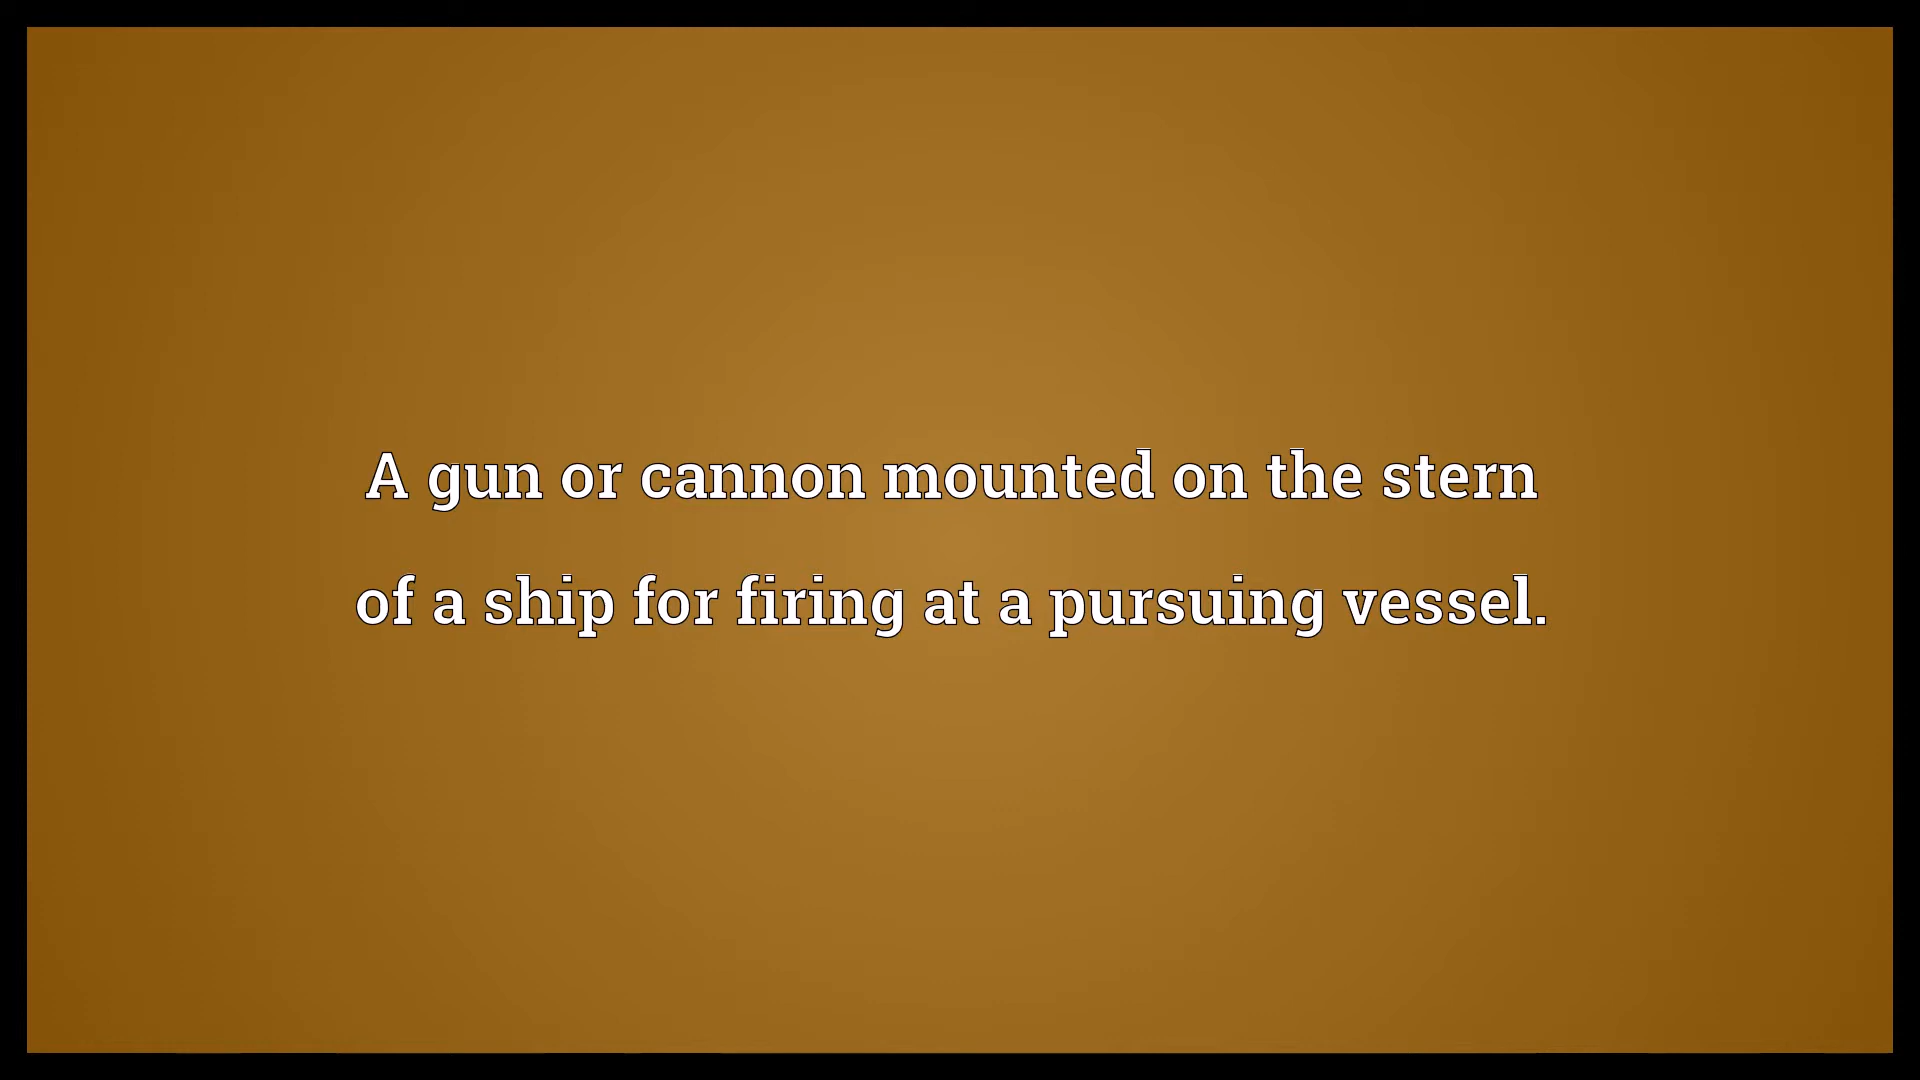 A gun or cannon mounted on the stern
of a ship for firing at a pursuing vessel.